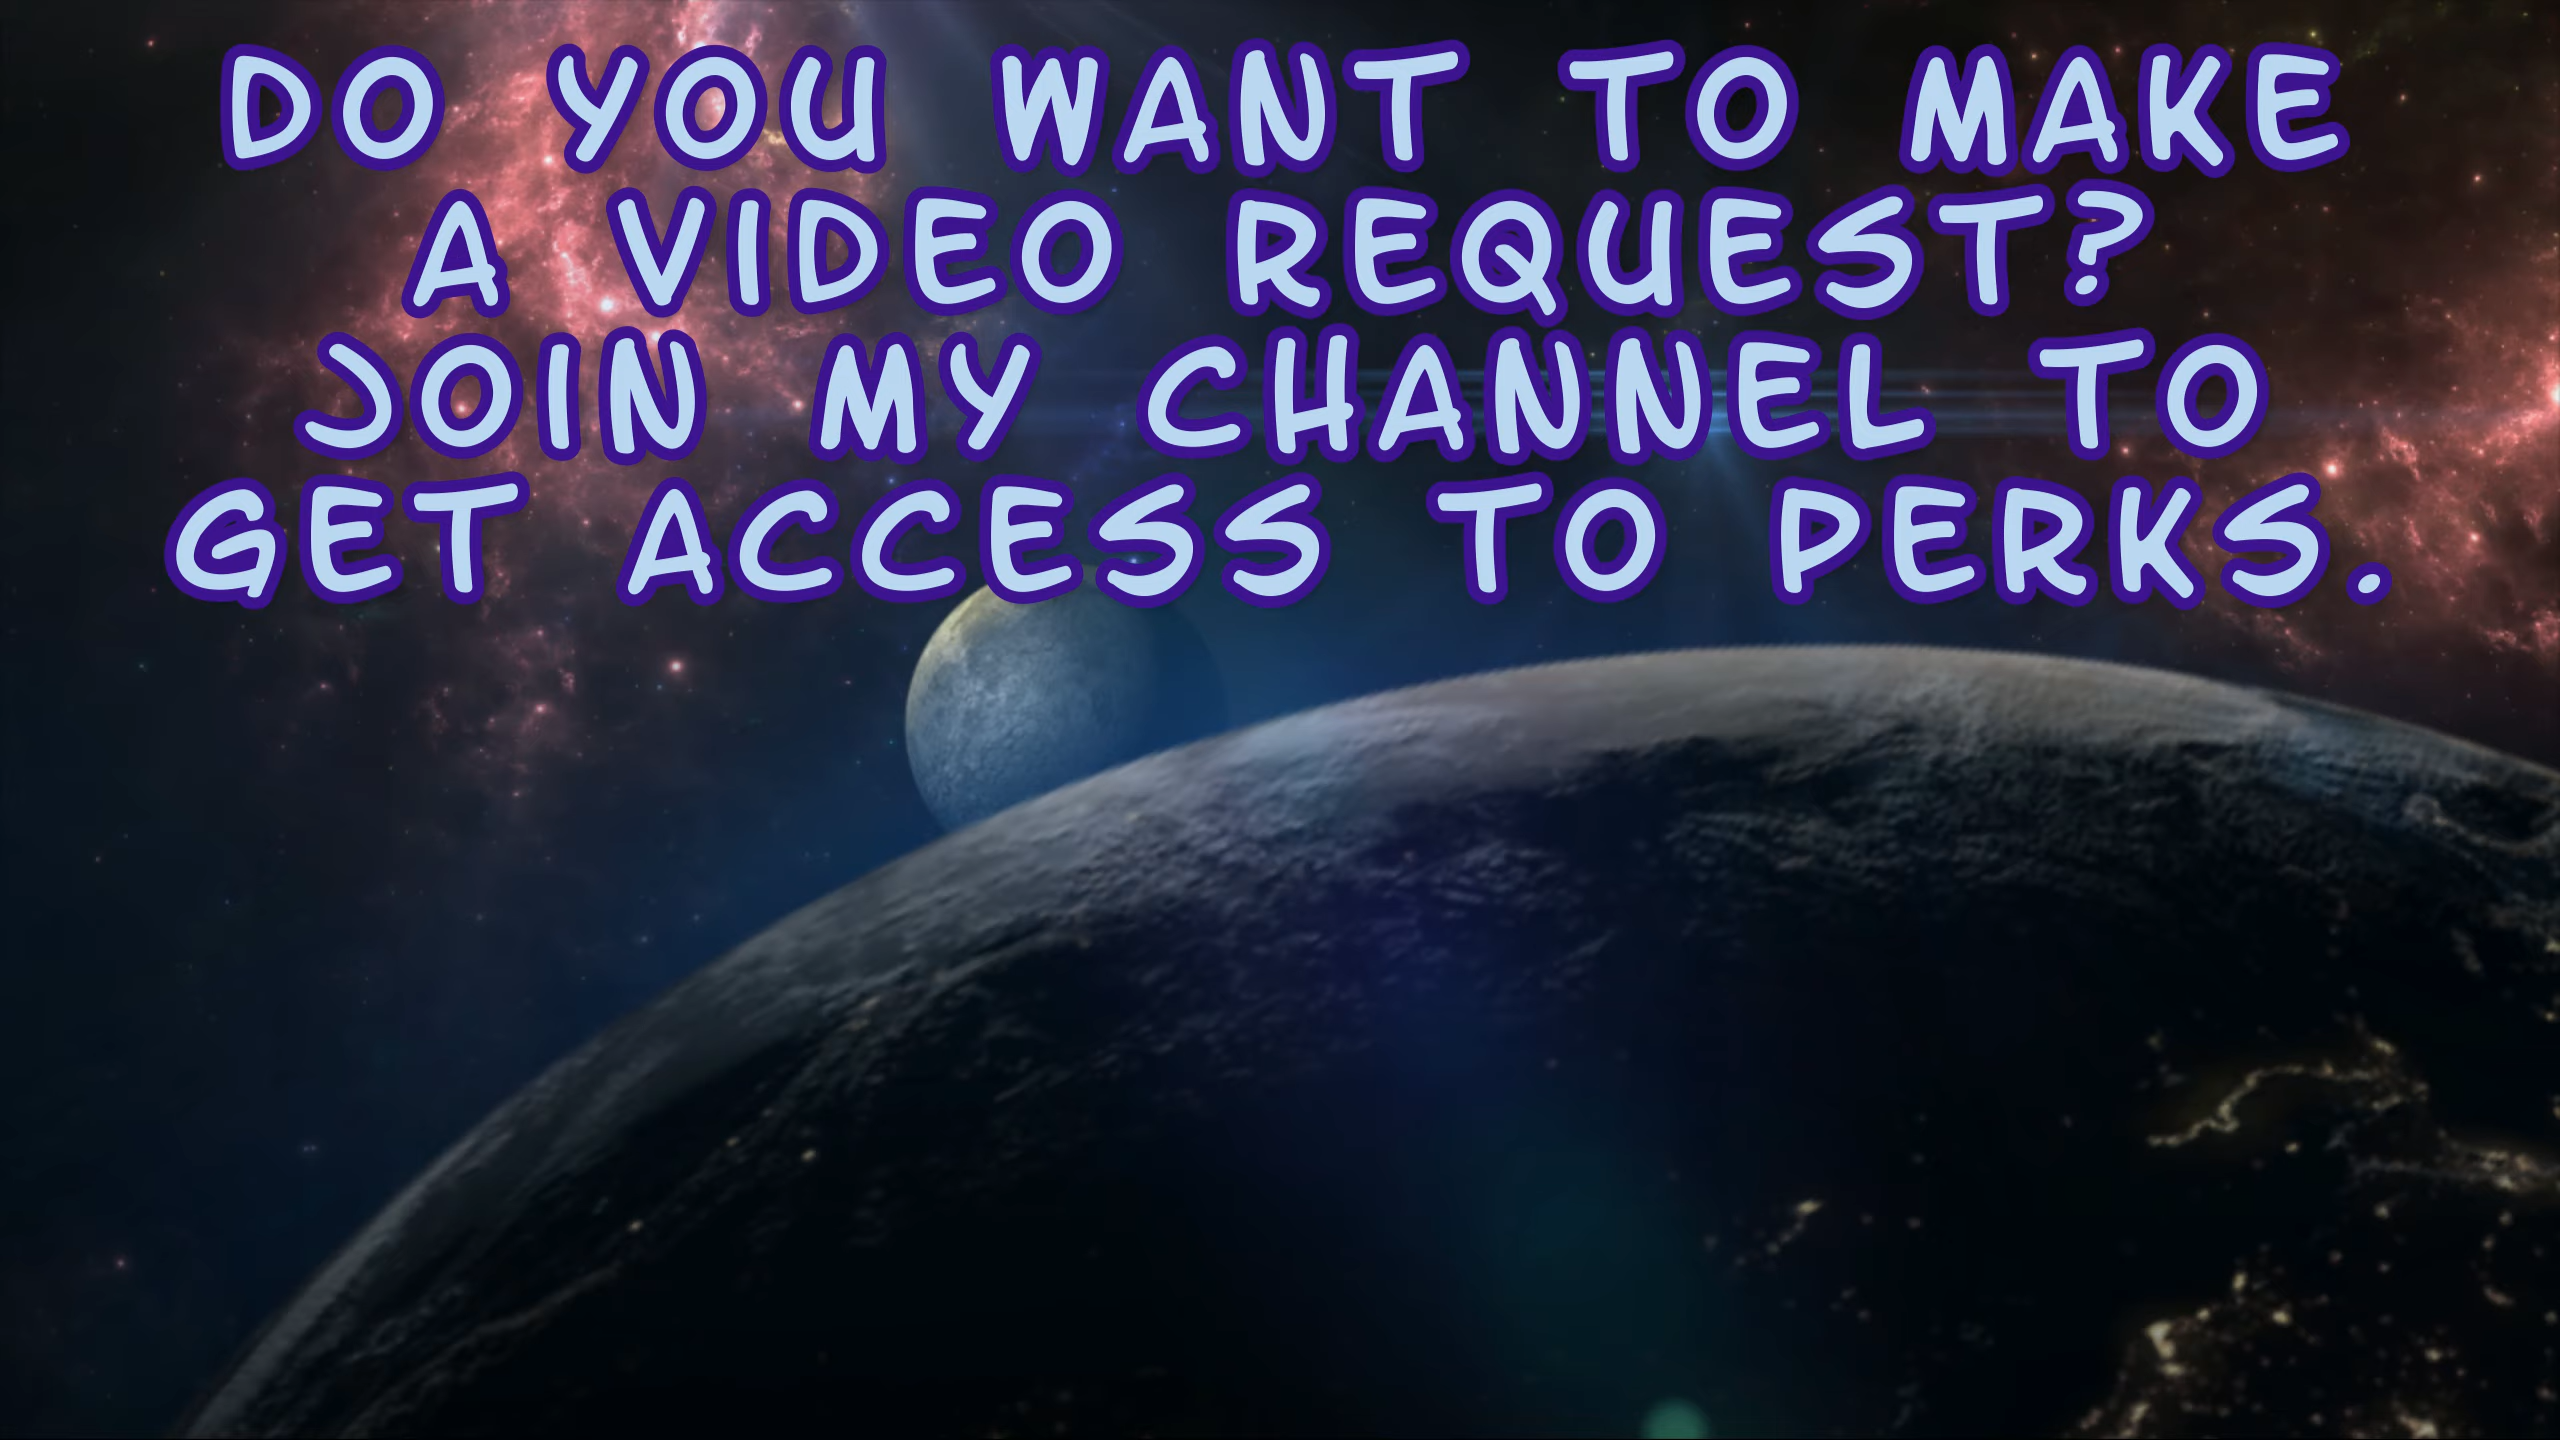 DO YOU WANT TO MAKE
A VIDEO REQUEST?
JOIN MY CHANNEL TO
GET ACCESS TO PERKS.